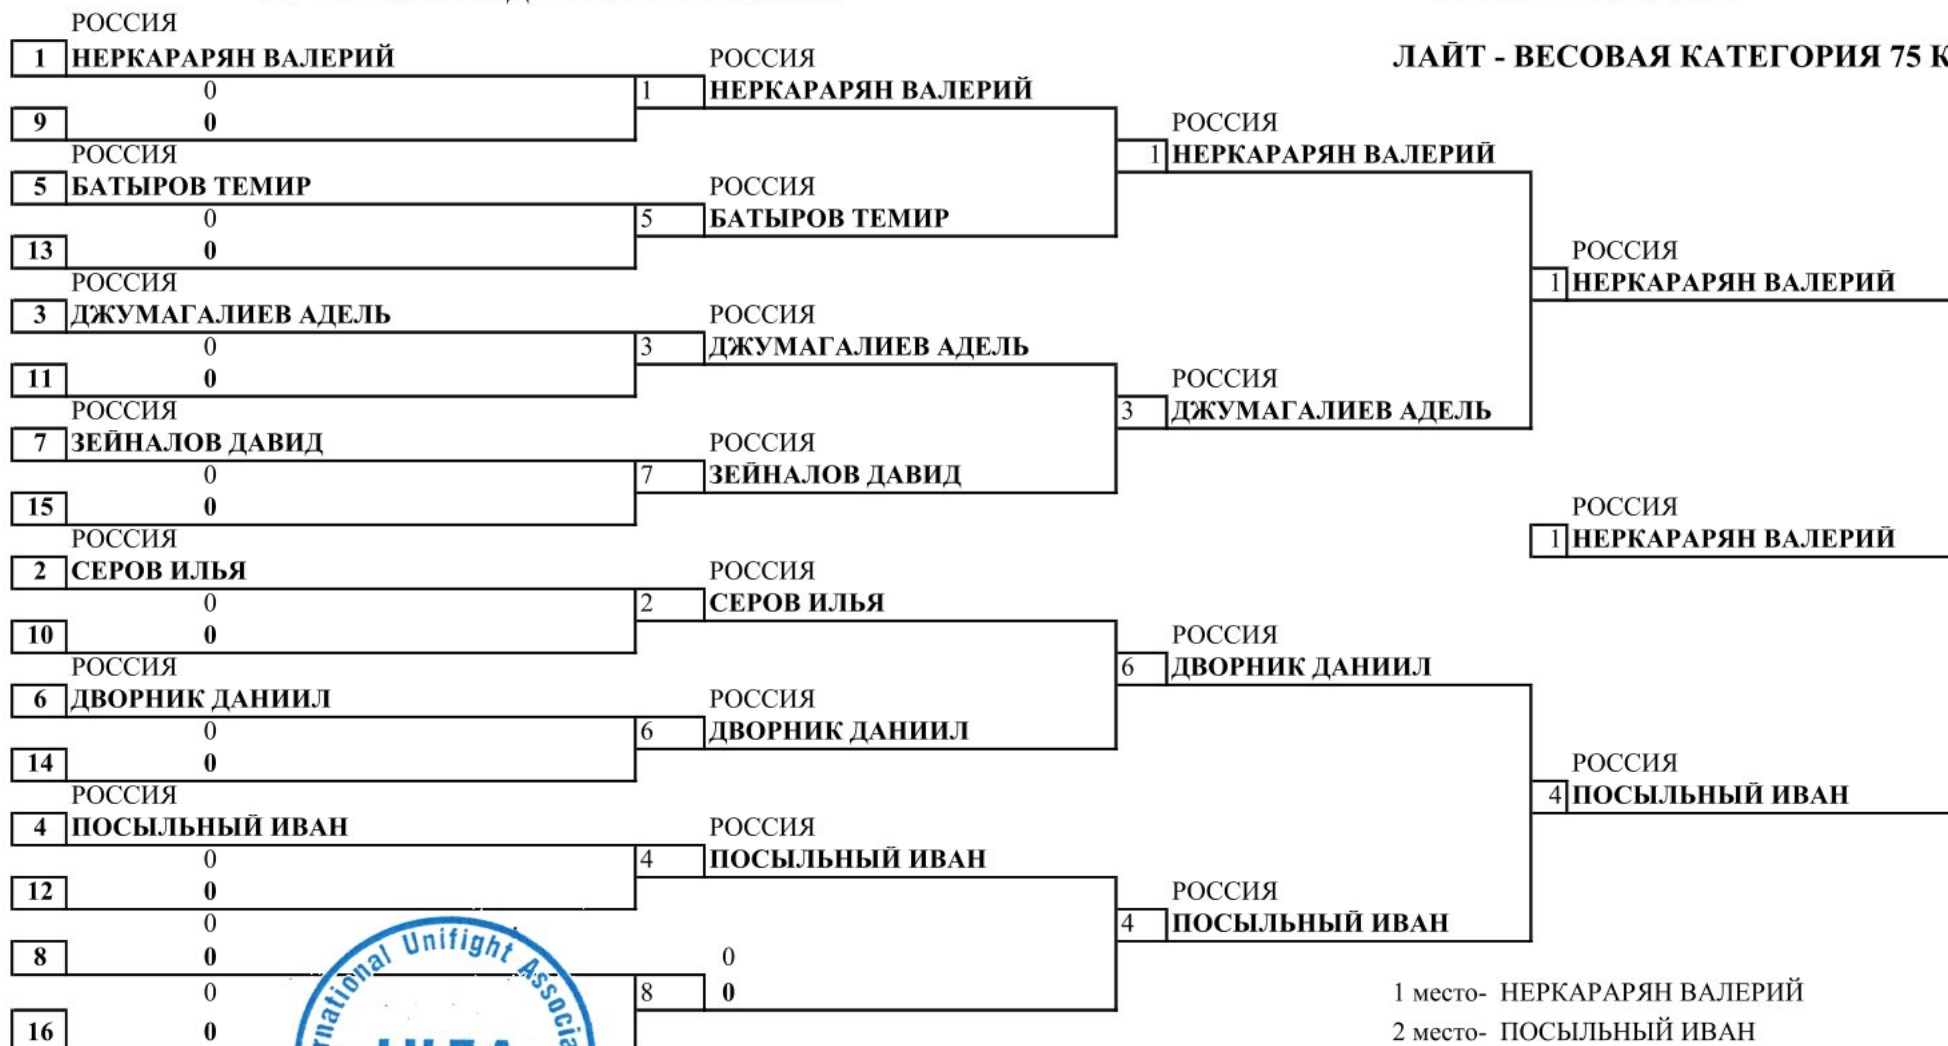 РОССИЯ
1 НЕРКАРАРЯН ВАЛЕРИЙ РОССИЯ ЛАЙТ - ВЕСОВАЯ КАТЕГОРИЯ 75 К
0 1 НЕРКАРАРЯН ВАЛЕРИЙ
9 0 РОССИЯ
РОССИЯ 1 НЕРКАРАРЯН ВАЛЕРИЙ
5 БАТЫРОВ ТЕМИР РОССИЯ
0 5 БАТЫРОВ ТЕМИР
13 0 РОССИЯ
РОССИЯ 1 НЕРКАРАРЯН ВАЛЕРИЙ
3 ДЖУМАГАЛИЕВ АДЕЛЬ РОССИЯ
0 3 ДЖУМАГАЛИЕВ АДЕЛЬ
11 0 РОССИЯ
РОССИЯ 3 ДЖУМАГАЛИЕВ АДЕЛЬ
7 ЗЕЙНАЛОВ ДАВИД РОССИЯ
0 7 ЗЕЙНАЛОВ ДАВИД
15 0 РОССИЯ
РОССИЯ 1 НЕРКАРАРЯН ВАЛЕРИЙ
2 СЕРОВ ИЛЬЯ РОССИЯ
0 2 СЕРОВ ИЛЬЯ
10 0 РОССИЯ
РОССИЯ 6 ДВОРНИК ДАНИИЛ
6 ДВОРНИК ДАНИИЛ РОССИЯ
0 6 ДВОРНИК ДАНИИЛ
14 0 РОССИЯ
РОССИЯ 4 ПОСЫЛЬНЫЙ ИВАН
4 ПОСЫЛЬНЫЙ ИВАН РОССИЯ
0 4 ПОСЫЛЬНЫЙ ИВАН
12 0 РОССИЯ
0 4 ПОСЫЛЬНЫЙ ИВАН
8 0 0
0 8 0 1 место- НЕРКАРАРЯН ВАЛЕРИЙ
16 0 2 место- ПОСЫЛЬНЫЙ ИВАН
rnational Unifight Associa